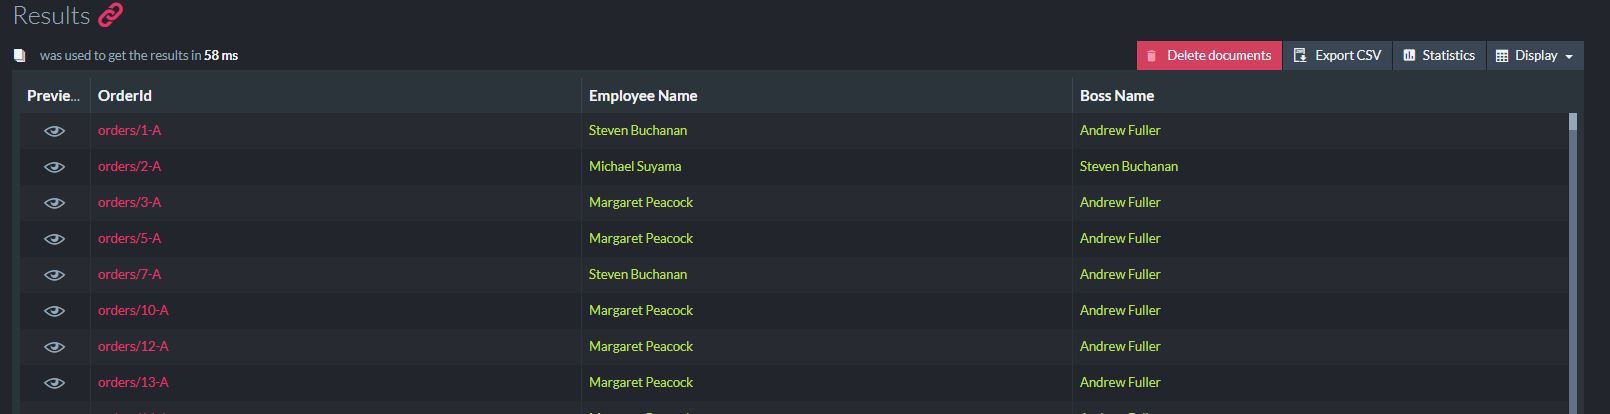 Results
was used to get the results in 58 ms
Delete documents Export CSV Statistics Display
Previe... OrderId Employee Name Boss Name
orders/1-A Steven Buchanan Andrew Fuller
orders/2-A Michael Suyama Steven Buchanan
orders/3-A Margaret Peacock Andrew Fuller
orders/5-A Margaret Peacock Andrew Fuller
orders/7-A Steven Buchanan Andrew Fuller
orders/10-A Margaret Peacock Andrew Fuller
orders/12-A Margaret Peacock Andrew Fuller
orders/13-A Margaret Peacock Andrew Fuller